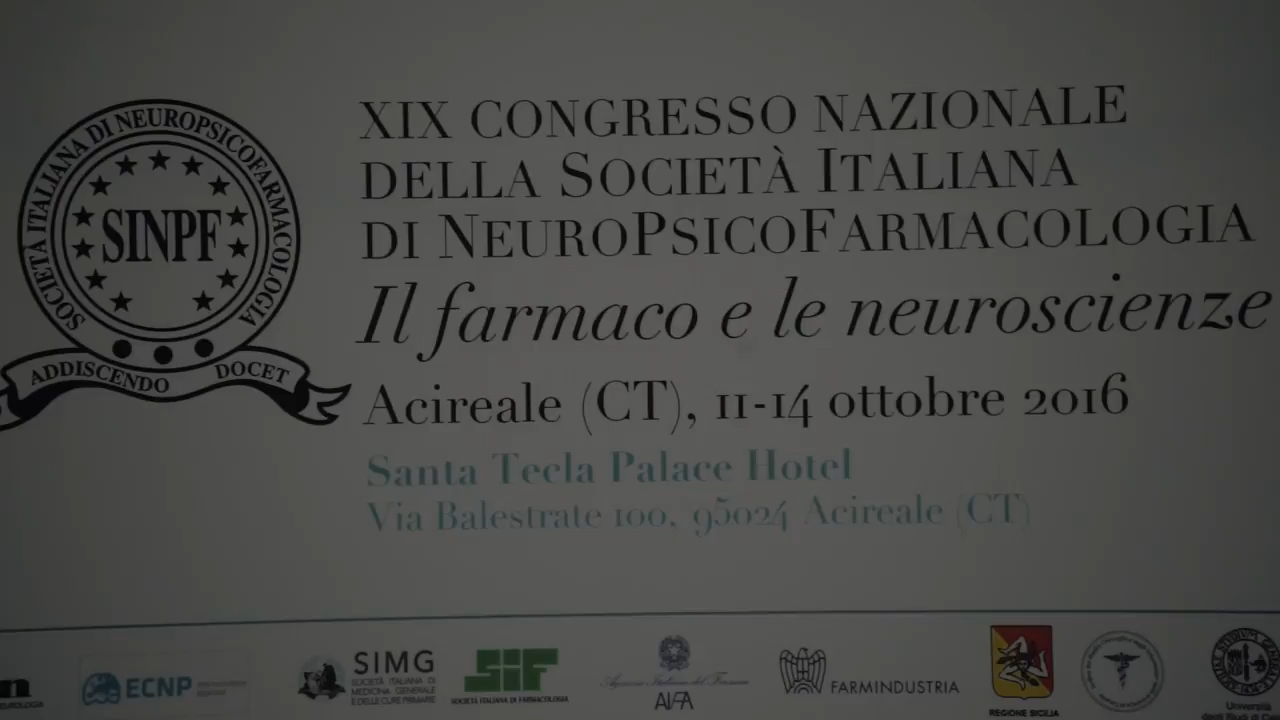 SOCIETÀ ITALIANA DI NEUROPSICOFARMACOLOGIA
SINPF
ADDISCENDO DOCET
XIX CONGRESSO NAZIONALE
DELLA SOCIETÀ ITALIANA
DI NEUROPSICOFARMACOLOGIA
Il farmaco e le neuroscienze
Acireale (CT), 11-14 ottobre 2016
Santa Tecla Palace Hotel
Via Balestrate 100, 95024 Acireale (CT)
ECNP
SIMG
SOCIETÀ ITALIANA DI
MEDICINA GENERALE
E DELLE CURE PRIMARIE
SIF
SOCIETÀ ITALIANA DI FARMACOLOGIA
Agenzia Italiana del Farmaco
AIFA
FARMINDUSTRIA
REGIONE SICILIA
Università